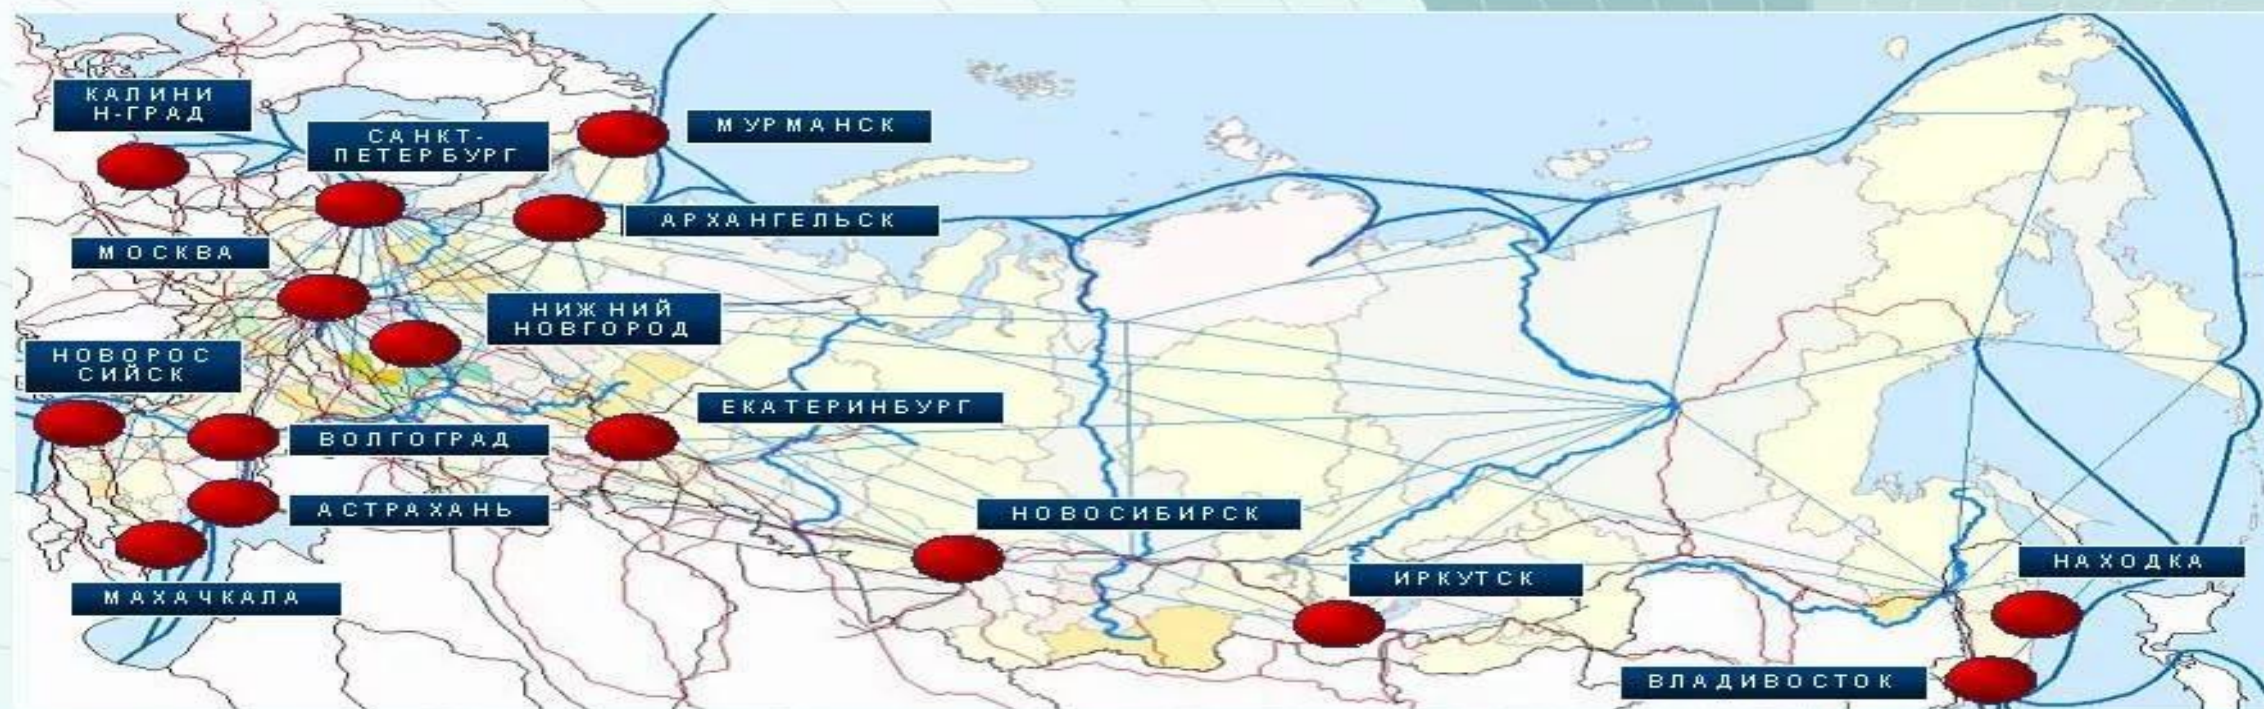 КАЛИНИ
Н-ГРАД
САНКТ-
ПЕТЕРБУРГ
МУРМАНСК
АРХАНГЕЛЬСК
МОСКВА
НИЖНИЙ
НОВГОРОД
НОВОРОС
СИЙСК
ЕКАТЕРИНБУРГ
ВОЛГОГРАД
АСТРАХАНЬ
НОВОСИБИРСК
МАХАЧКАЛА
ИРКУТСК
НАХОДКА
ВЛАДИВОСТОК